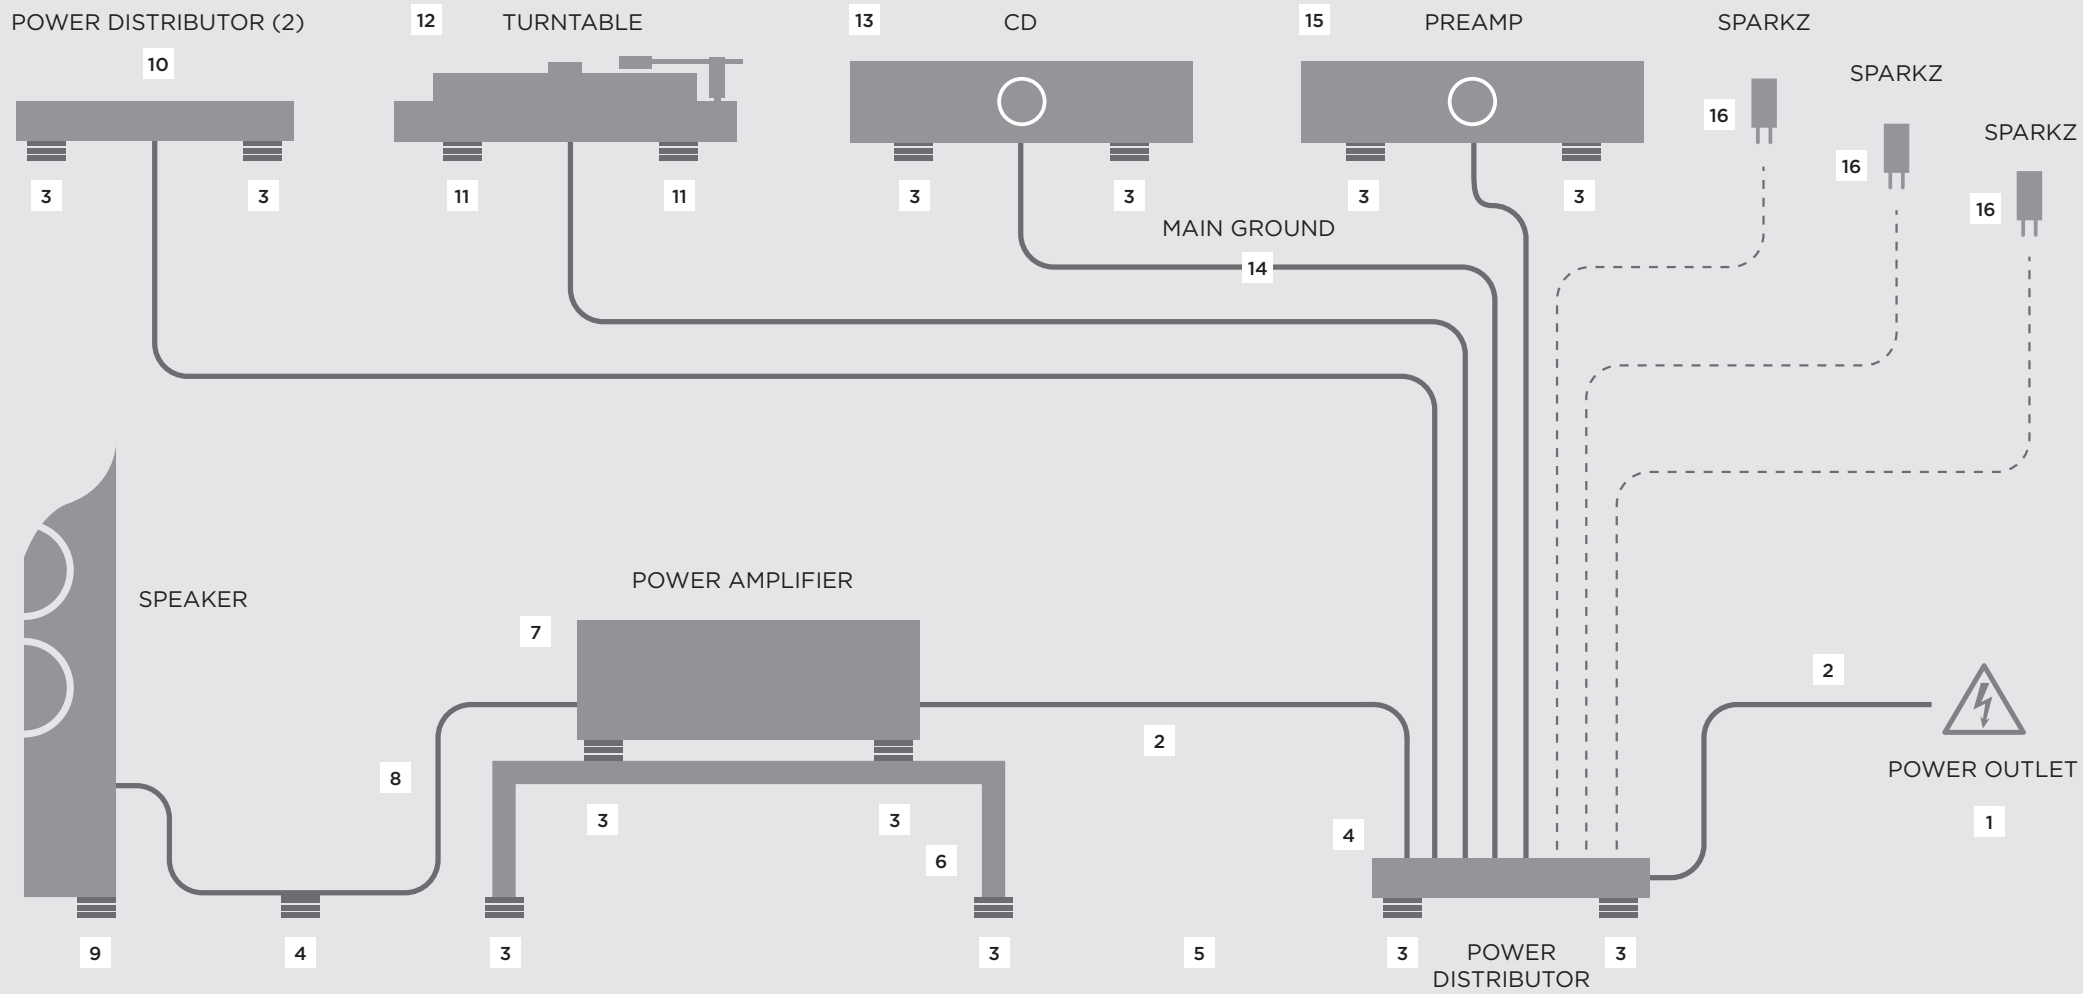 POWER DISTRIBUTOR (2)
12
TURNTABLE
13
CD
15
PREAMP
SPARKZ
10
SPARKZ
16
SPARKZ
16
16
3
3
11
11
3
3
3
3
MAIN GROUND
14
SPEAKER
POWER AMPLIFIER
7
2
2
POWER OUTLET
8
3
3
1
4
6
9
4
3
3
5
3
POWER
DISTRIBUTOR
3